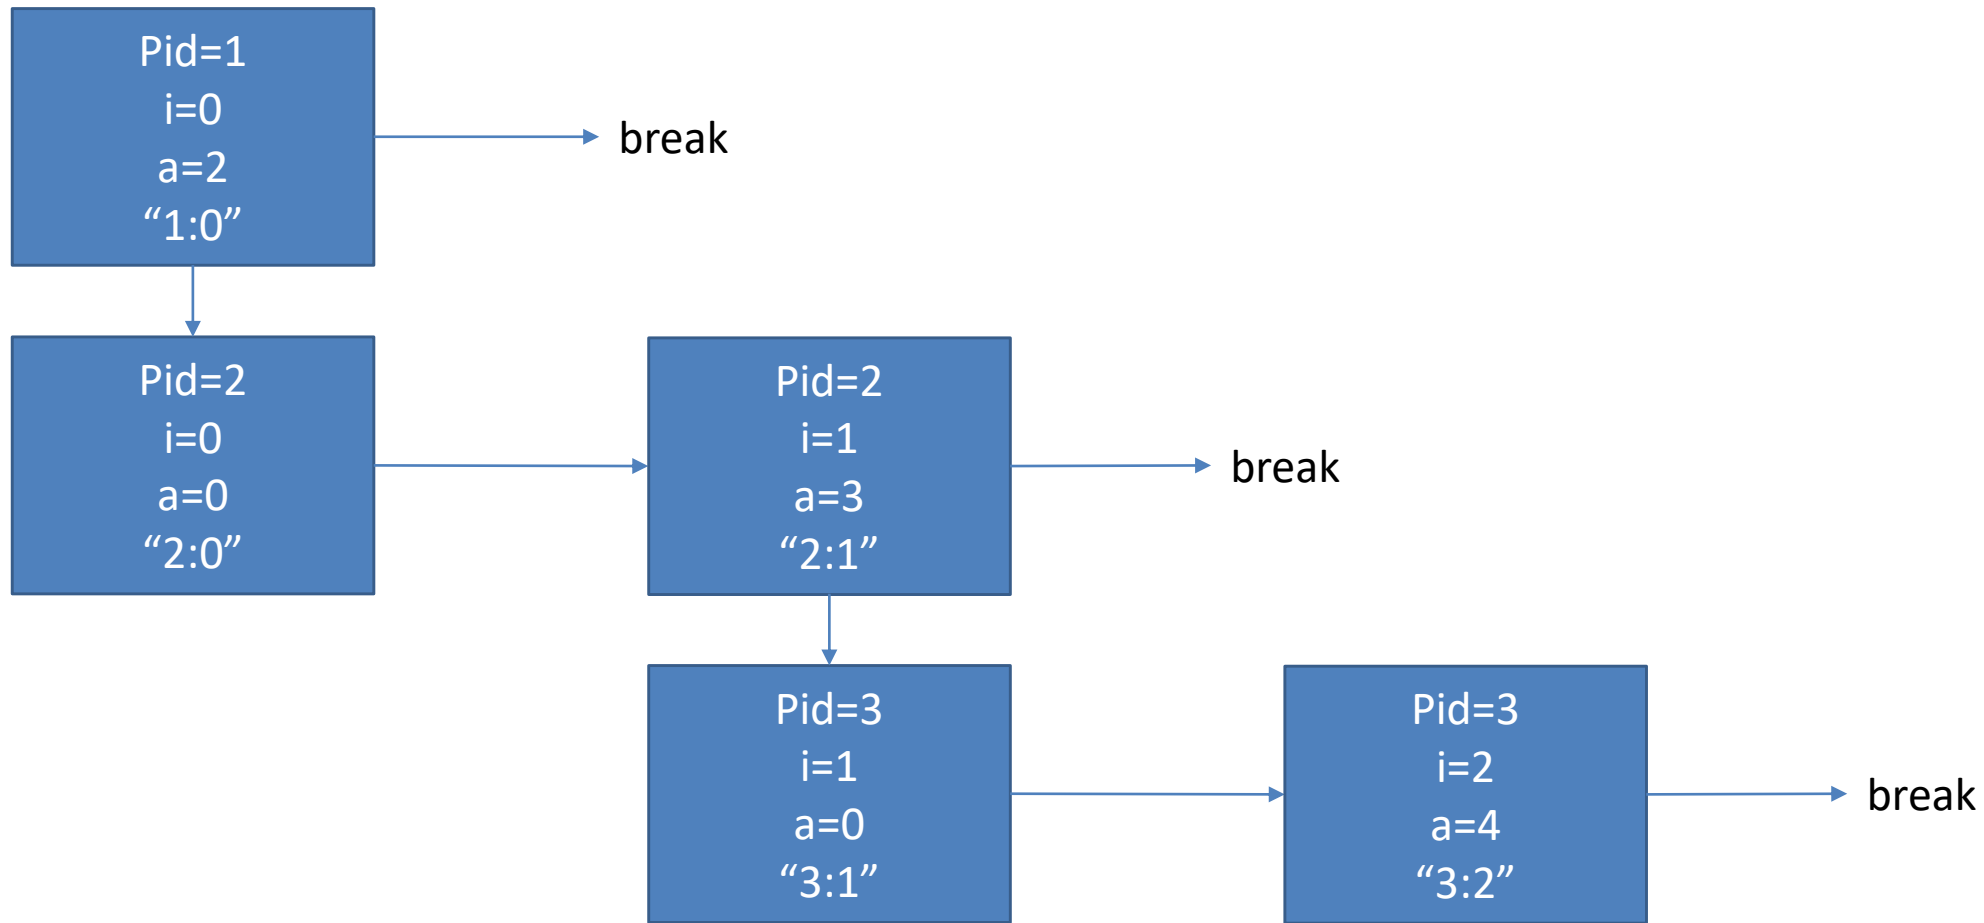 Pid=1
i=0
a=2
“1:0”
break
Pid=2
i=0
a=0
“2:0”
Pid=2
i=1
a=3
“2:1”
break
Pid=3
i=1
a=0
“3:1”
Pid=3
i=2
a=4
“3:2”
break